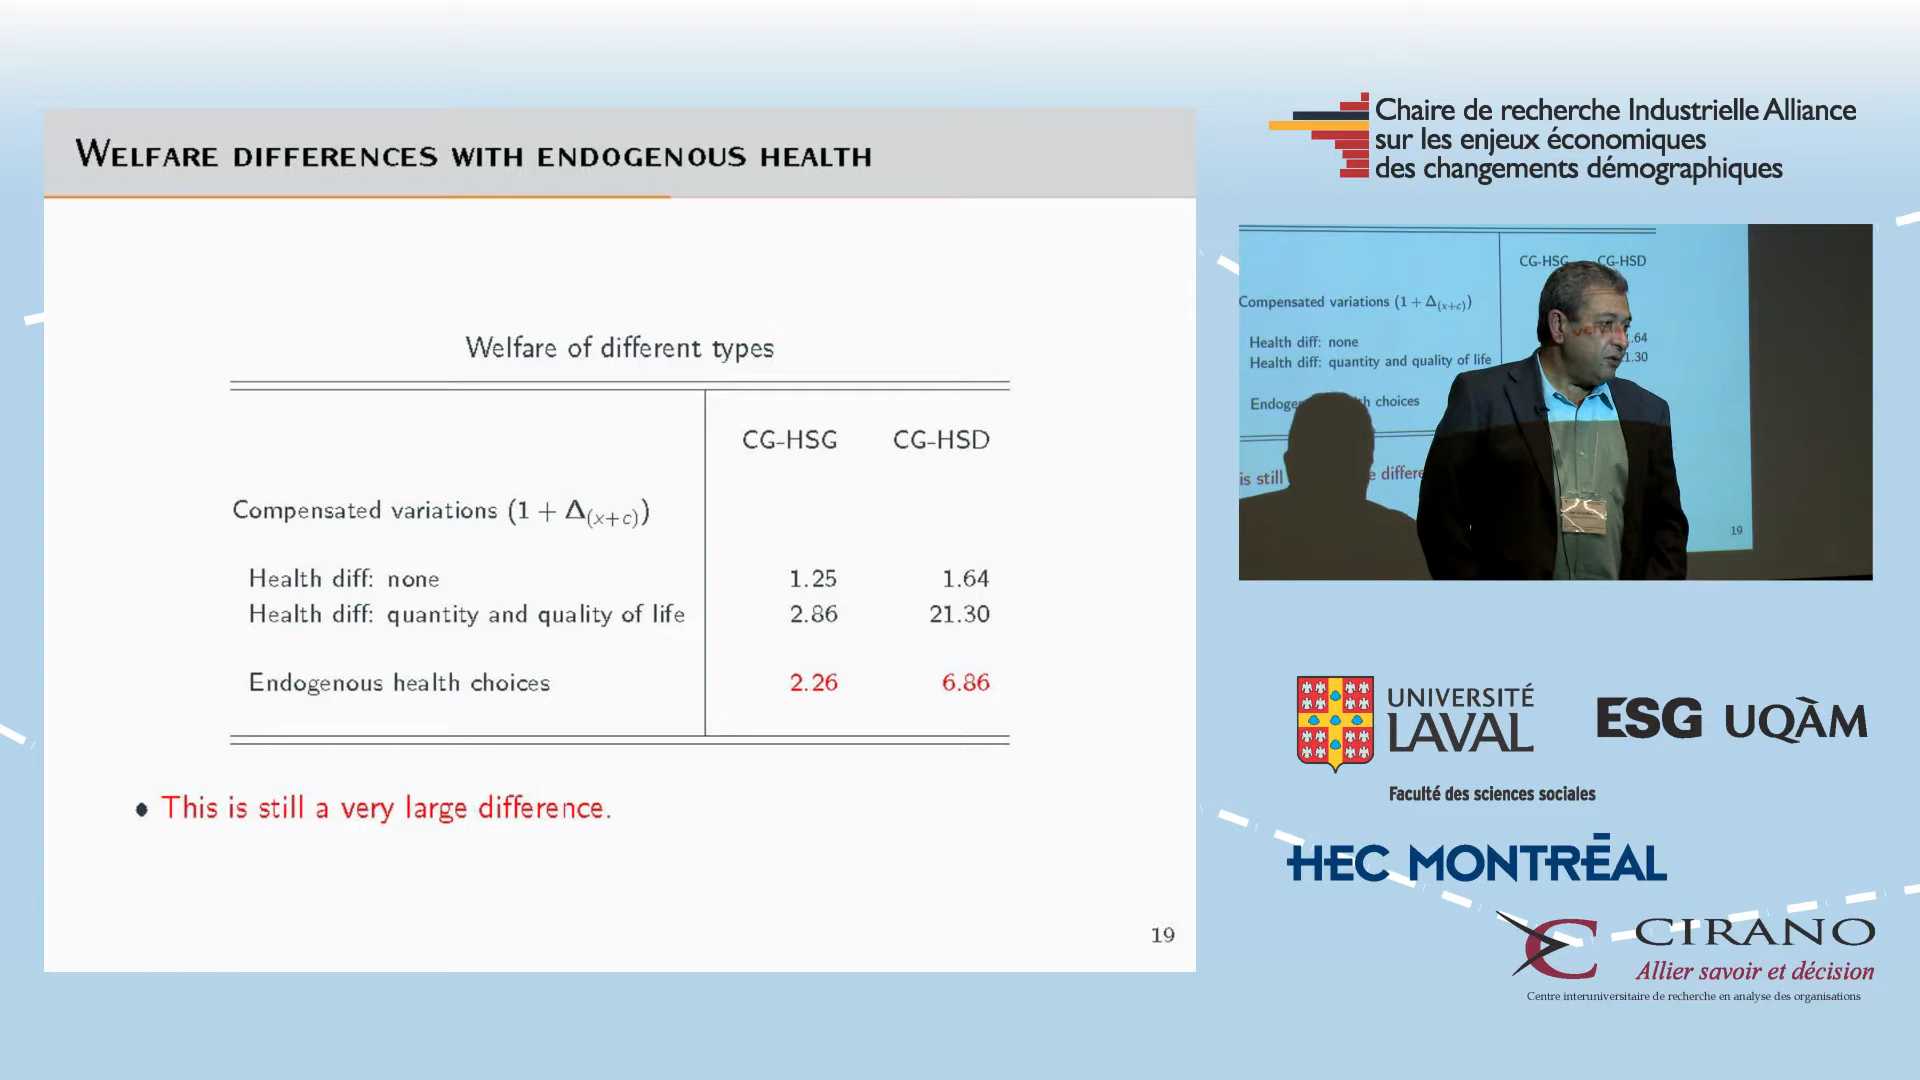 WELFARE DIFFERENCES WITH ENDOGENOUS HEALTH
Welfare of different types
CG-HSG CG-HSD
Compensated variations (1 + Δ(x+c))
Health diff: none 1.25 1.64
Health diff: quantity and quality of life 2.86 21.30
Endogenous health choices 2.26 6.86
• This is still a very large difference.
19
Chaire de recherche Industrielle Alliance
sur les enjeux économiques
des changements démographiques
CG-HSG CG-HSD
Compensated variations (1 + Δ(x+c))
Health diff: none .64
Health diff: quantity and quality of life 1.30
Endoge h choices
is still e differe
19
UNIVERSITÉ
LAVAL
Faculté des sciences sociales
ESG UQÀM
HEC MONTRĒAL
CIRANO
Allier savoir et décision
Centre interuniversitaire de recherche en analyse des organisations